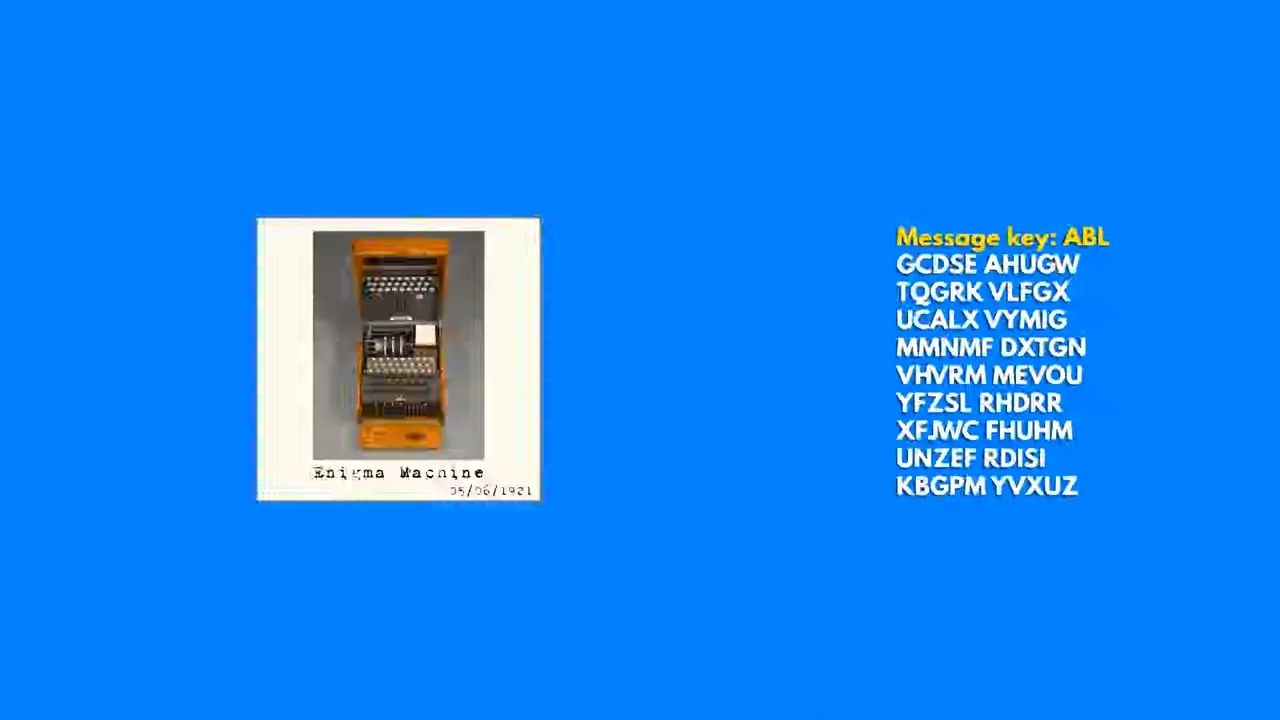 Enigma Machine
05/06/1921
Message key: ABL
GCDSE AHUGW
TQGRK VLFGX
UCALX VYMIG
MMNMF DXTGN
VHVRM MEVOU
YFZSL RHDRR
XFJWC FHUHM
UNZEF RDISI
KBGPM YVXUZ